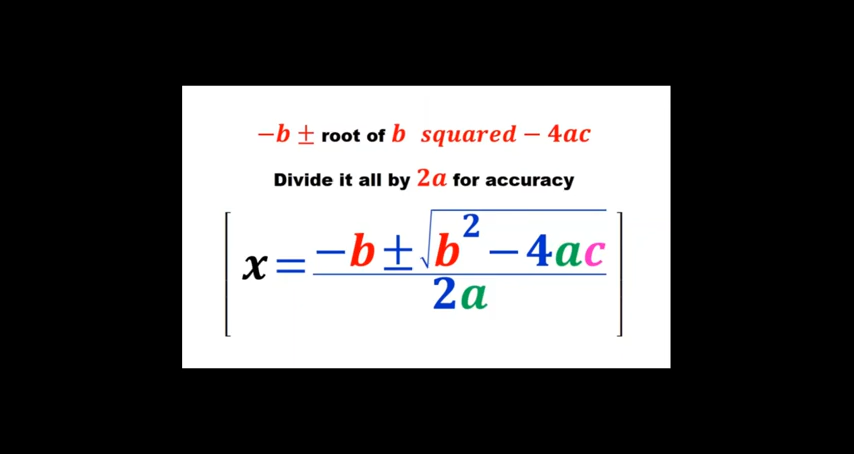 −b ± root of b squared − 4ac
Divide it all by 2a for accuracy
[x = (−b ± √(b² − 4ac)) / 2a]